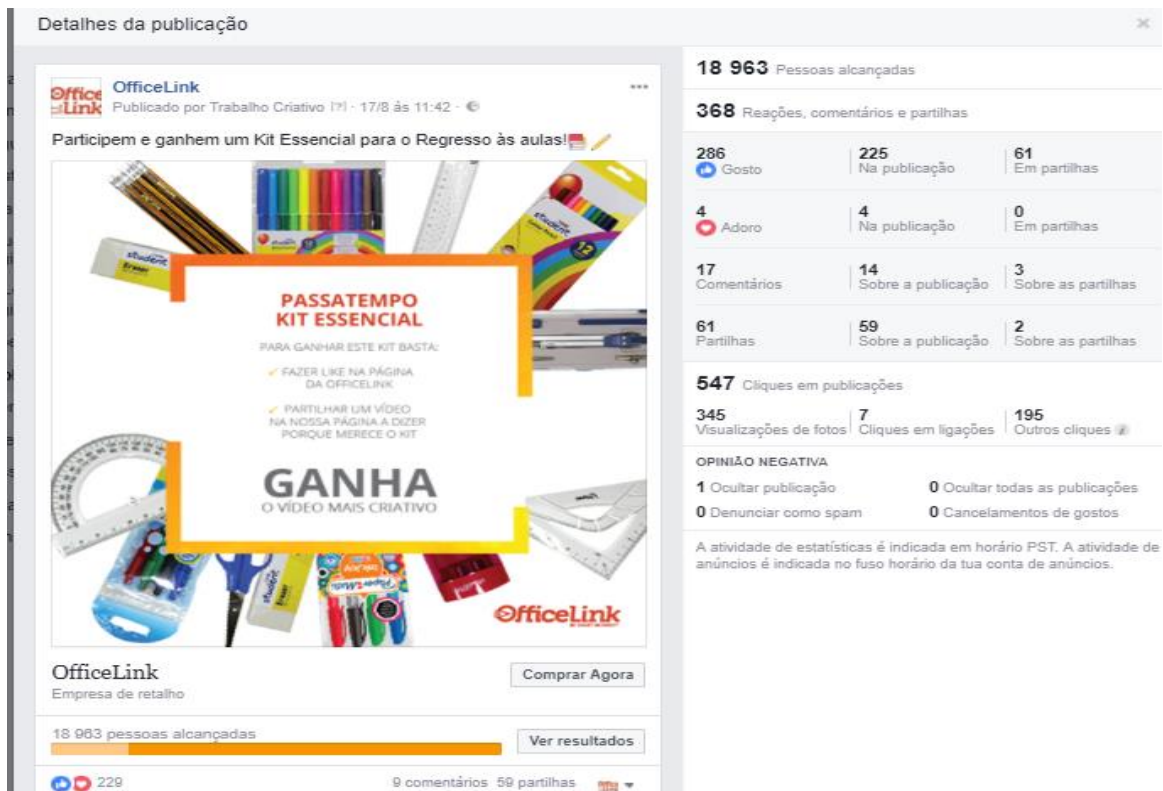 Detalhes da publicação
OfficeLink
Publicado por Trabalho Criativo [?] · 17/8 às 11:42 ·
Participem e ganhem um Kit Essencial para o Regresso às aulas!
PASSATEMPO
KIT ESSENCIAL
PARA GANHAR ESTE KIT BASTA:
✓ FAZER LIKE NA PÁGINA
DA OFFICELINK
✓ PARTILHAR UM VÍDEO
NA NOSSA PÁGINA A DIZER
PORQUE MERECE O KIT
GANHA
O VÍDEO MAIS CRIATIVO
student
Eraser
student
12
student
OfficeLink
OfficeLink
Empresa de retalho
Comprar Agora
18 963 pessoas alcançadas
Ver resultados
229
9 comentários 59 partilhas
18 963 Pessoas alcançadas
368 Reações, comentários e partilhas
286 225 61
Gosto Na publicação Em partilhas
4 4 0
Adoro Na publicação Em partilhas
17 14 3
Comentários Sobre a publicação Sobre as partilhas
61 59 2
Partilhas Sobre a publicação Sobre as partilhas
547 Cliques em publicações
345 7 195
Visualizações de fotos Cliques em ligações Outros cliques
OPINIÃO NEGATIVA
1 Ocultar publicação 0 Ocultar todas as publicações
0 Denunciar como spam 0 Cancelamentos de gostos
A atividade de estatísticas é indicada em horário PST. A atividade de
anúncios é indicada no fuso horário da tua conta de anúncios.